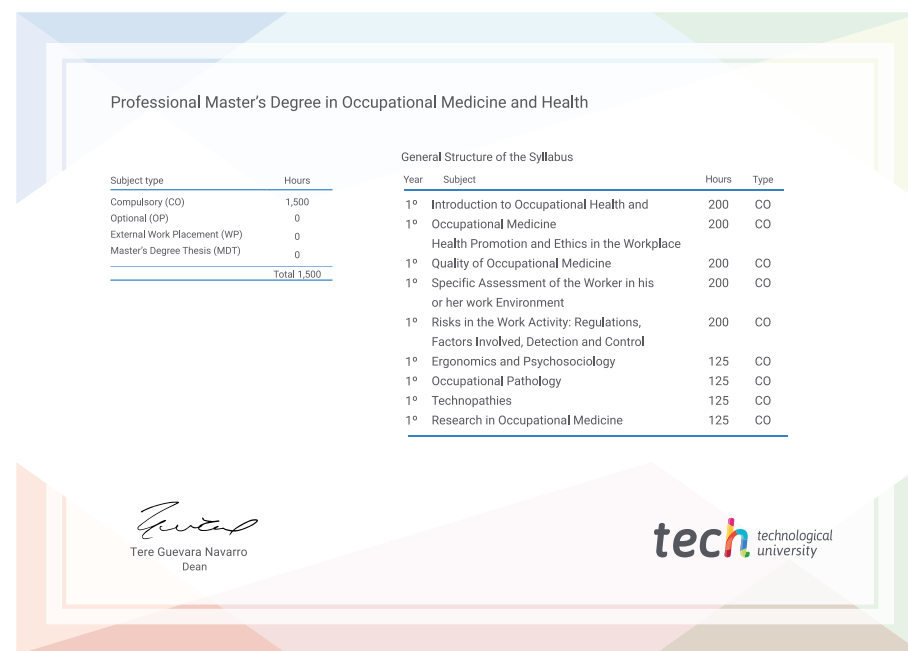 Professional Master's Degree in Occupational Medicine and Health
Subject type Hours
Compulsory (CO) 1,500
Optional (OP) 0
External Work Placement (WP) 0
Master's Degree Thesis (MDT) 0
Total 1,500
General Structure of the Syllabus
Year Subject Hours Type
1º Introduction to Occupational Health and 200 CO
1º Occupational Medicine 200 CO
Health Promotion and Ethics in the Workplace
1º Quality of Occupational Medicine 200 CO
1º Specific Assessment of the Worker in his 200 CO
or her work Environment
1º Risks in the Work Activity: Regulations, 200 CO
Factors Involved, Detection and Control
1º Ergonomics and Psychosociology 125 CO
1º Occupational Pathology 125 CO
1º Technopathies 125 CO
1º Research in Occupational Medicine 125 CO
Tere Guevara Navarro
Dean
tech technological
university